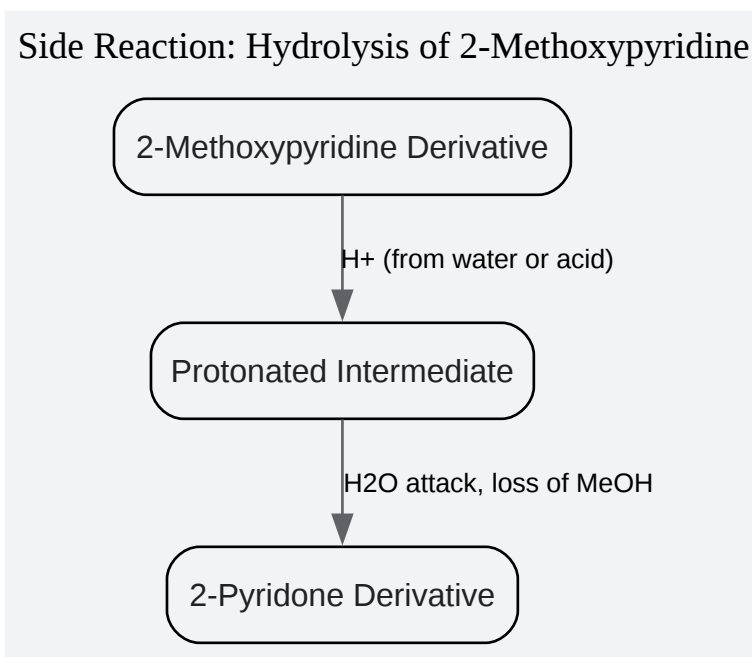 Side Reaction: Hydrolysis of 2-Methoxypyridine
2-Methoxypyridine Derivative
H+ (from water or acid)
Protonated Intermediate
H2O attack, loss of MeOH
2-Pyridone Derivative